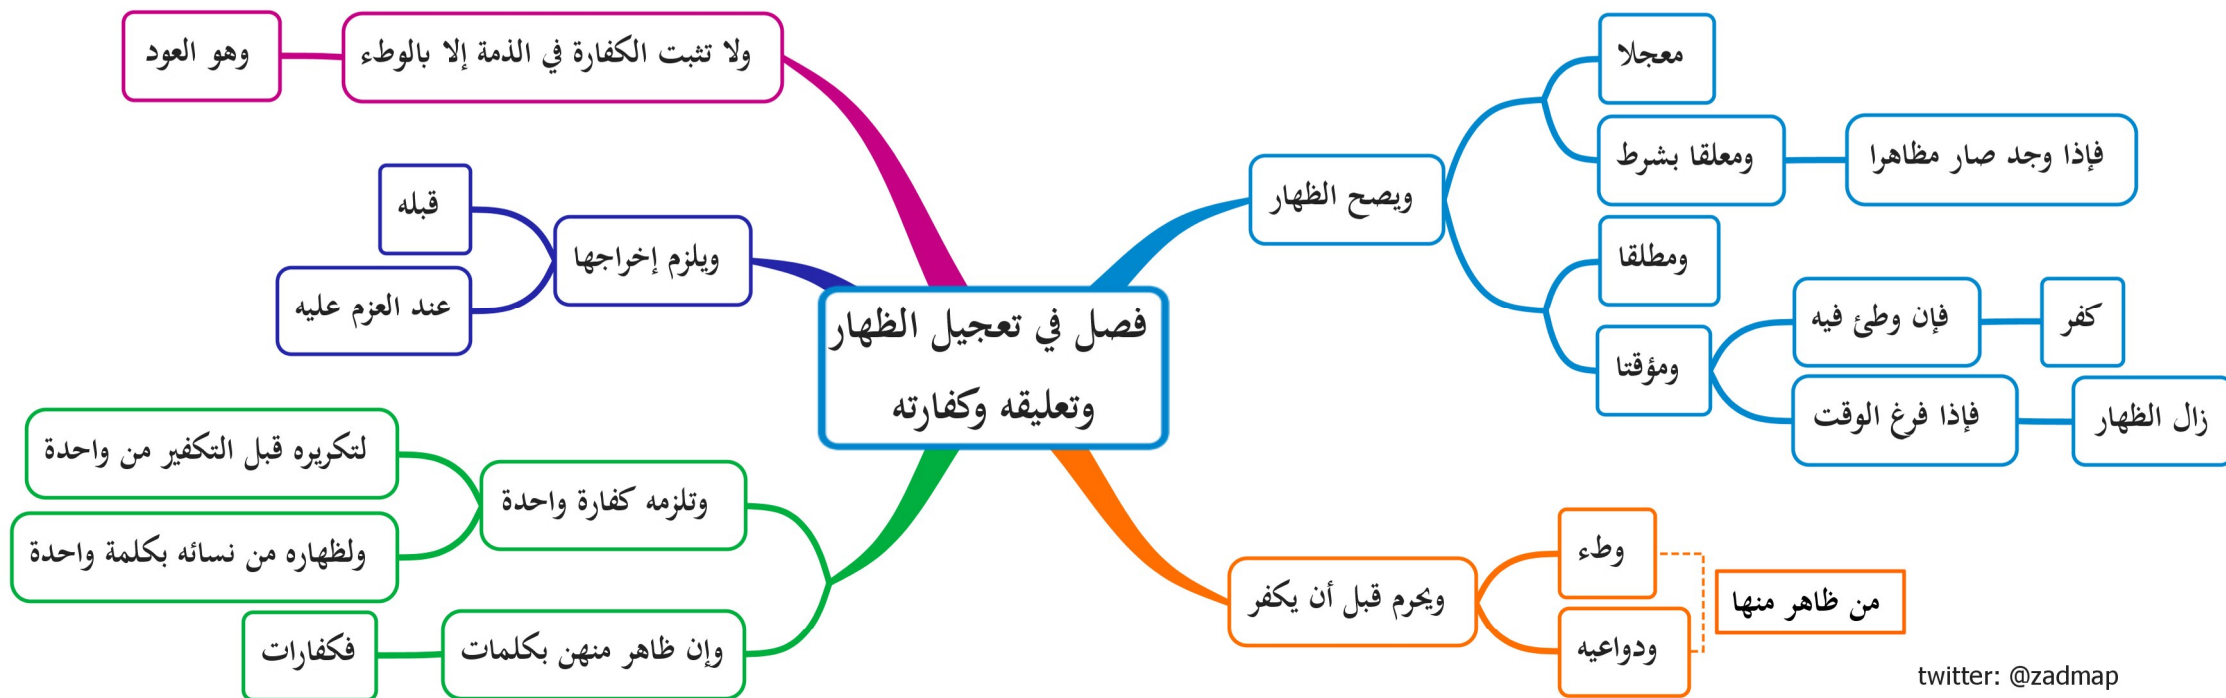 فصل في تعجيل الظهار
وتعليقه وكفارته
ويصح الظهار
معجلا
ومعلقا بشرط
فإذا وجد صار مظاهرا
ومطلقا
ومؤقتا
فإن وطئ فيه
كفر
فإذا فرغ الوقت
زال الظهار
ويحرم قبل أن يكفر
وطء
ودواعيه
من ظاهر منها
ولا تثبت الكفارة في الذمة إلا بالوطء
وهو العود
ويلزم إخراجها
قبله
عند العزم عليه
وتلزمه كفارة واحدة
لتكريره قبل التكفير من واحدة
ولظهاره من نسائه بكلمة واحدة
وإن ظاهر منهن بكلمات
فكفارات
twitter: @zadmap